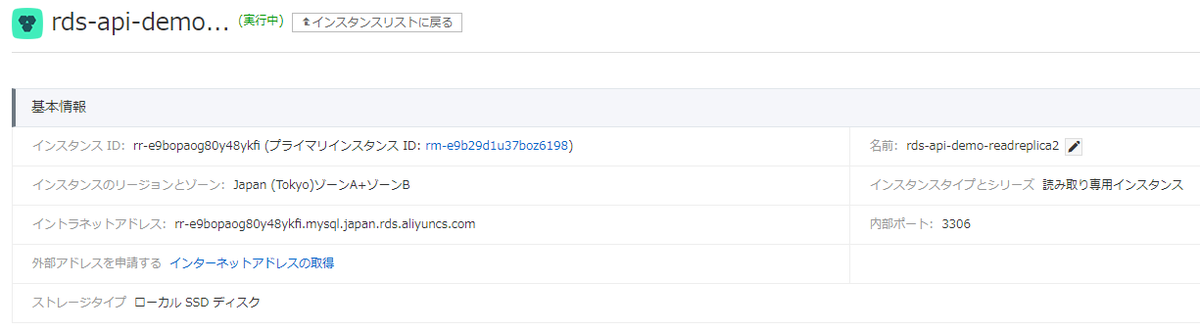 rds-api-demo... (実行中) インスタンスリストに戻る
基本情報
インスタンス ID: rr-e9bopaog80y48ykfi (プライマリインスタンス ID: rm-e9b29d1u37boz6198) 名前: rds-api-demo-readreplica2
インスタンスのリージョンとゾーン: Japan (Tokyo)ゾーンA+ゾーンB インスタンスタイプとシリーズ 読み取り専用インスタンス
イントラネットアドレス: rr-e9bopaog80y48ykfi.mysql.japan.rds.aliyuncs.com 内部ポート: 3306
外部アドレスを申請する インターネットアドレスの取得
ストレージタイプ ローカル SSD ディスク